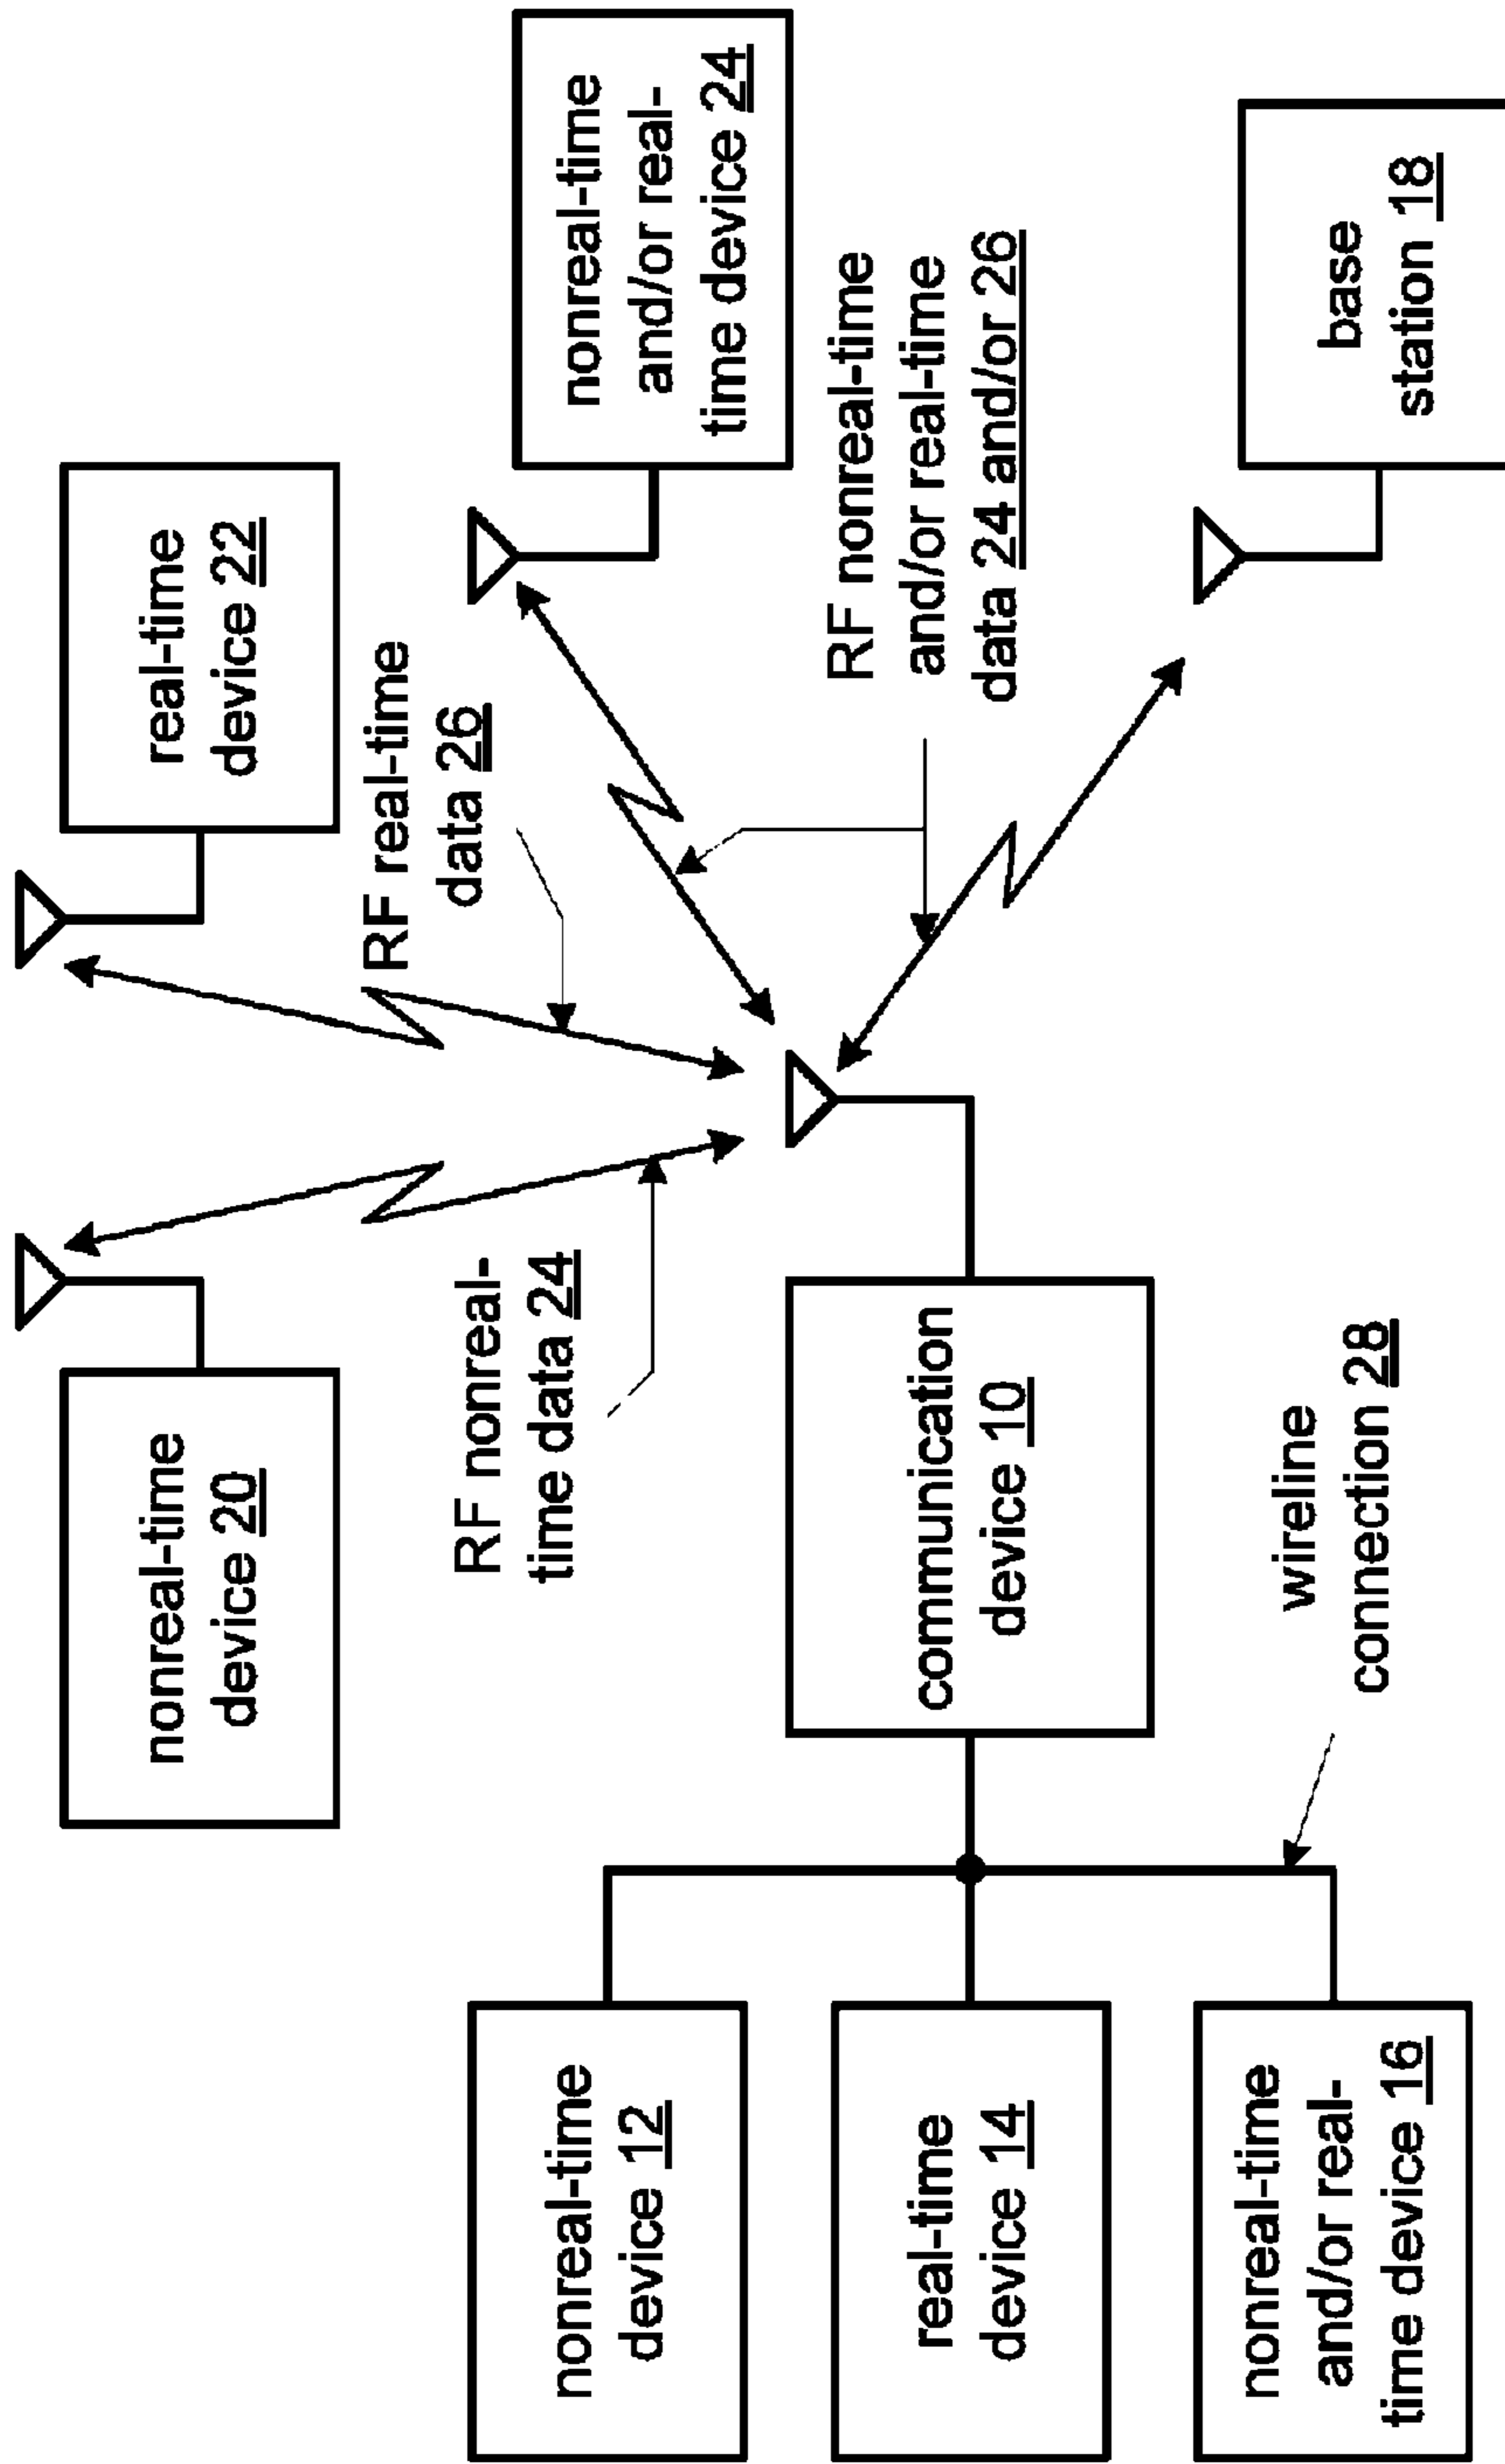 nonreal-time
device 20
real-time
device 22
RF real-time
data 26
RF nonreal-
time data 24
nonreal-time
and/or real-
time device 24
nonreal-time
device 12
real-time
device 14
nonreal-time
and/or real-
time device 16
communication
device 10
RF nonreal-time
and/or real-time
data 24 and/or 26
wireline
connection 28
base
station 18